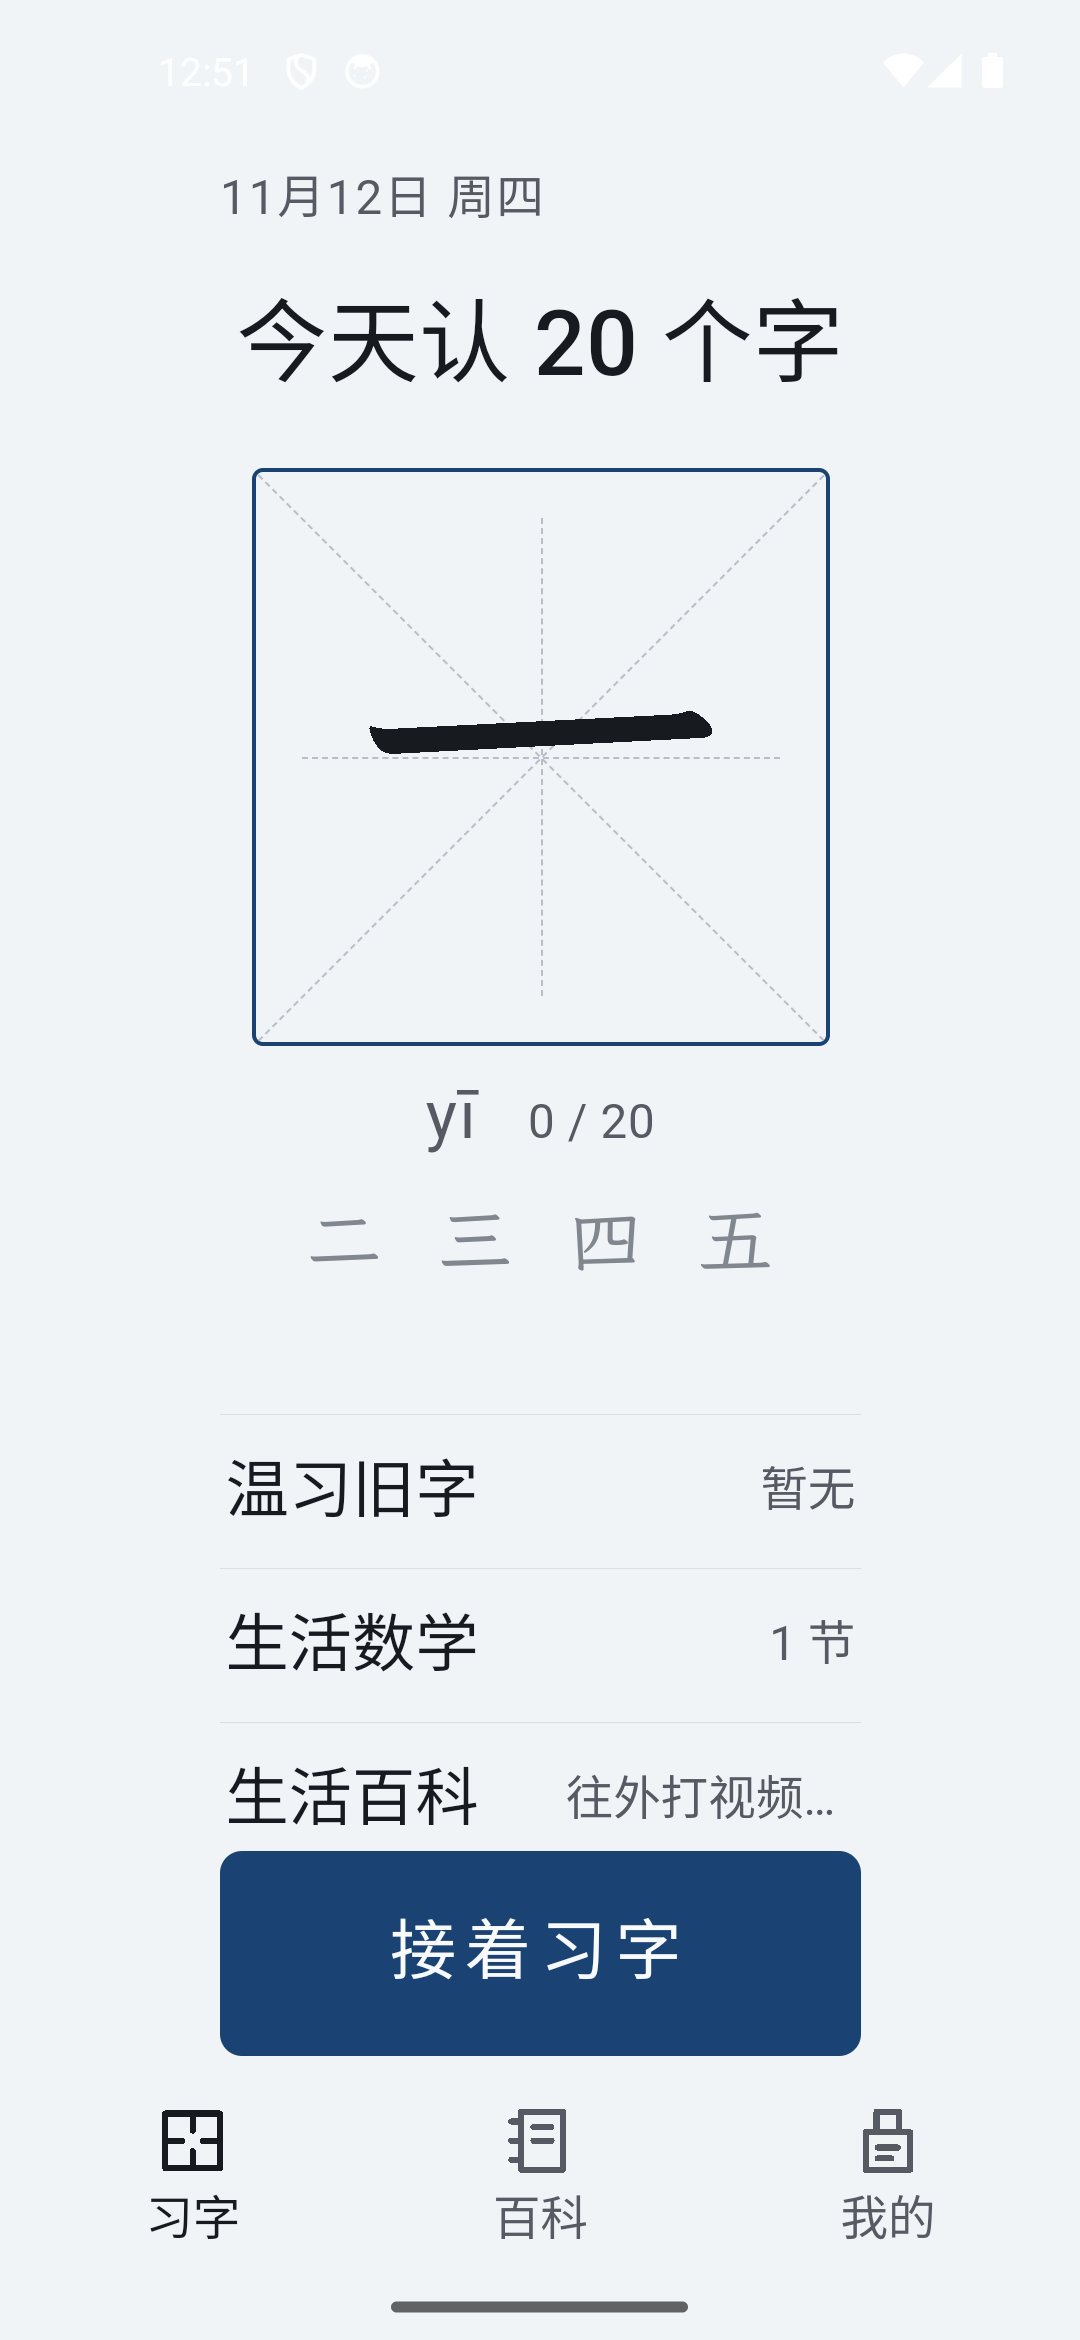 12:51
11月12日 周四
今天认 20 个字
一
yī 0 / 20
二 三 四 五
温习旧字 暂无
生活数学 1 节
生活百科 往外打视频...
接着习字
习字 百科 我的